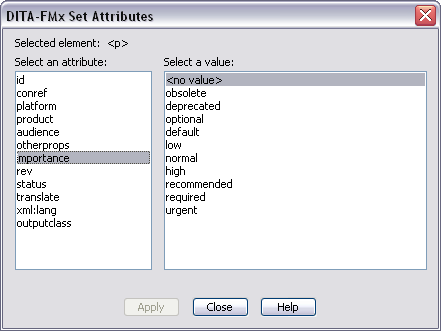 DITA-FMx Set Attributes
Selected element: <p>
Select an attribute:
id
conref
platform
product
audience
otherprops
importance
rev
status
translate
xml:lang
outputclass
Select a value:
<no value>
obsolete
deprecated
optional
default
low
normal
high
recommended
required
urgent
Apply
Close
Help